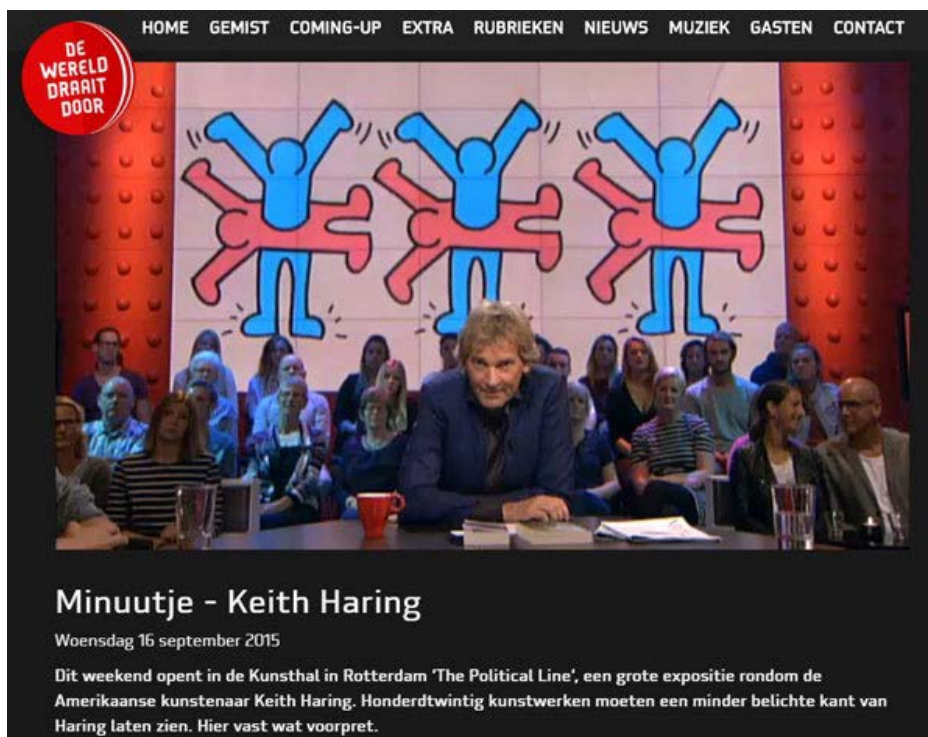 HOME GEMIST COMING-UP EXTRA RUBRIEKEN NIEUWS MUZIEK GASTEN CONTACT
DE
WERELD
DRAAIT
DOOR
Minuutje - Keith Haring
Woensdag 16 september 2015
Dit weekend opent in de Kunsthal in Rotterdam 'The Political Line', een grote expositie rondom de
Amerikaanse kunstenaar Keith Haring. Honderdtwintig kunstwerken moeten een minder belichte kant van
Haring laten zien. Hier vast wat voorpret.